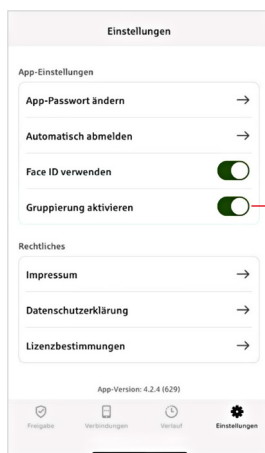 Einstellungen
App-Einstellungen
App-Passwort ändern
Automatisch abmelden
Face ID verwenden
Gruppierung aktivieren
Rechtliches
Impressum
Datenschutzerklärung
Lizenzbestimmungen
App-Version: 4.2.4 (629)
Freigabe Verbindungen Verlauf Einstellungen